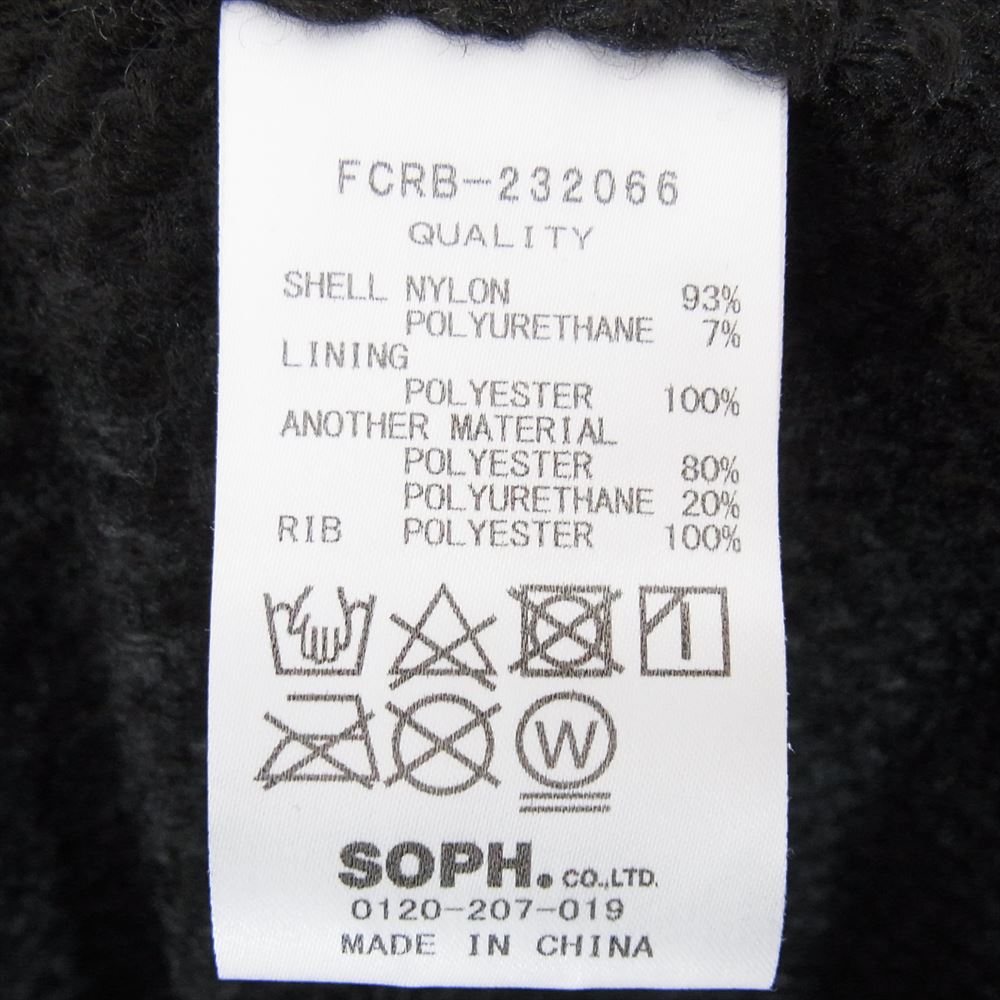 FCRB-232066
QUALITY
SHELL NYLON 93%
POLYURETHANE 7%
LINING
POLYESTER 100%
ANOTHER MATERIAL
POLYESTER 80%
POLYURETHANE 20%
RIB POLYESTER 100%
W
SOPH. CO.,LTD.
0120-207-019
MADE IN CHINA